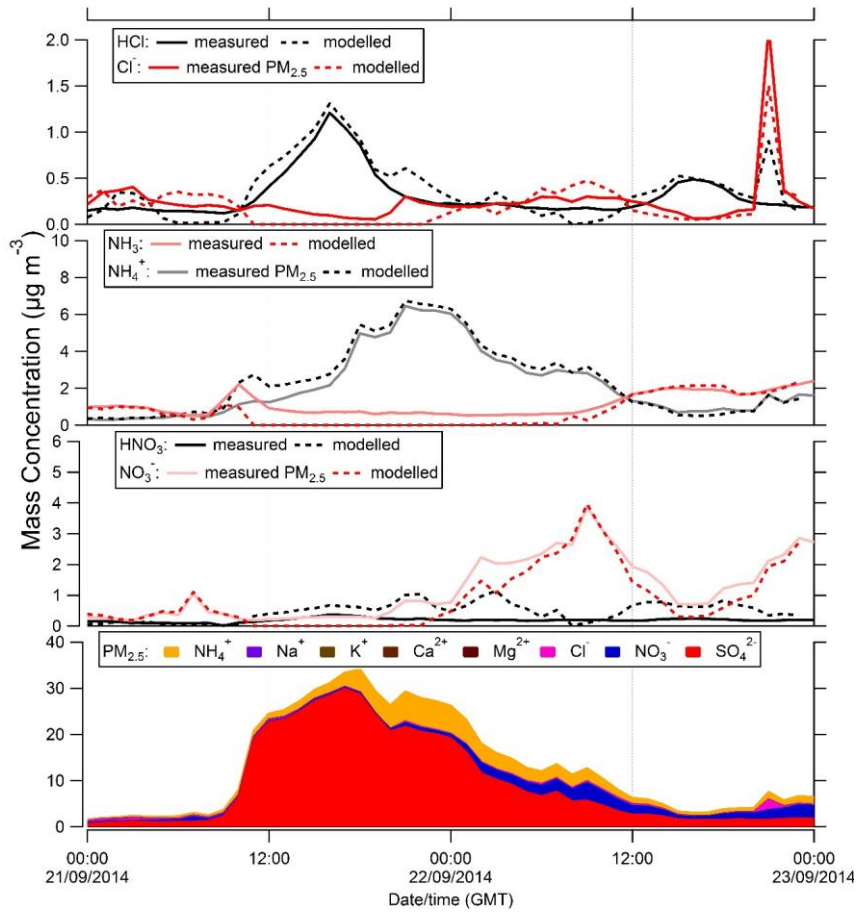 2.0
HCl: measured modelled
Cl⁻: measured PM₂.₅ modelled
1.5
1.0
0.5
0.0
10
NH₃: measured modelled
NH₄⁺: measured PM₂.₅ modelled
8
6
4
2
0
6
HNO₃: measured modelled
NO₃⁻: measured PM₂.₅ modelled
5
4
3
2
1
0
40
PM₂.₅: NH₄⁺ Na⁺ K⁺ Ca²⁺ Mg²⁺ Cl⁻ NO₃⁻ SO₄²⁻
30
20
10
0
Mass Concentration (µg m⁻³)
00:00 12:00 00:00 12:00 00:00
21/09/2014 22/09/2014 23/09/2014
Date/time (GMT)